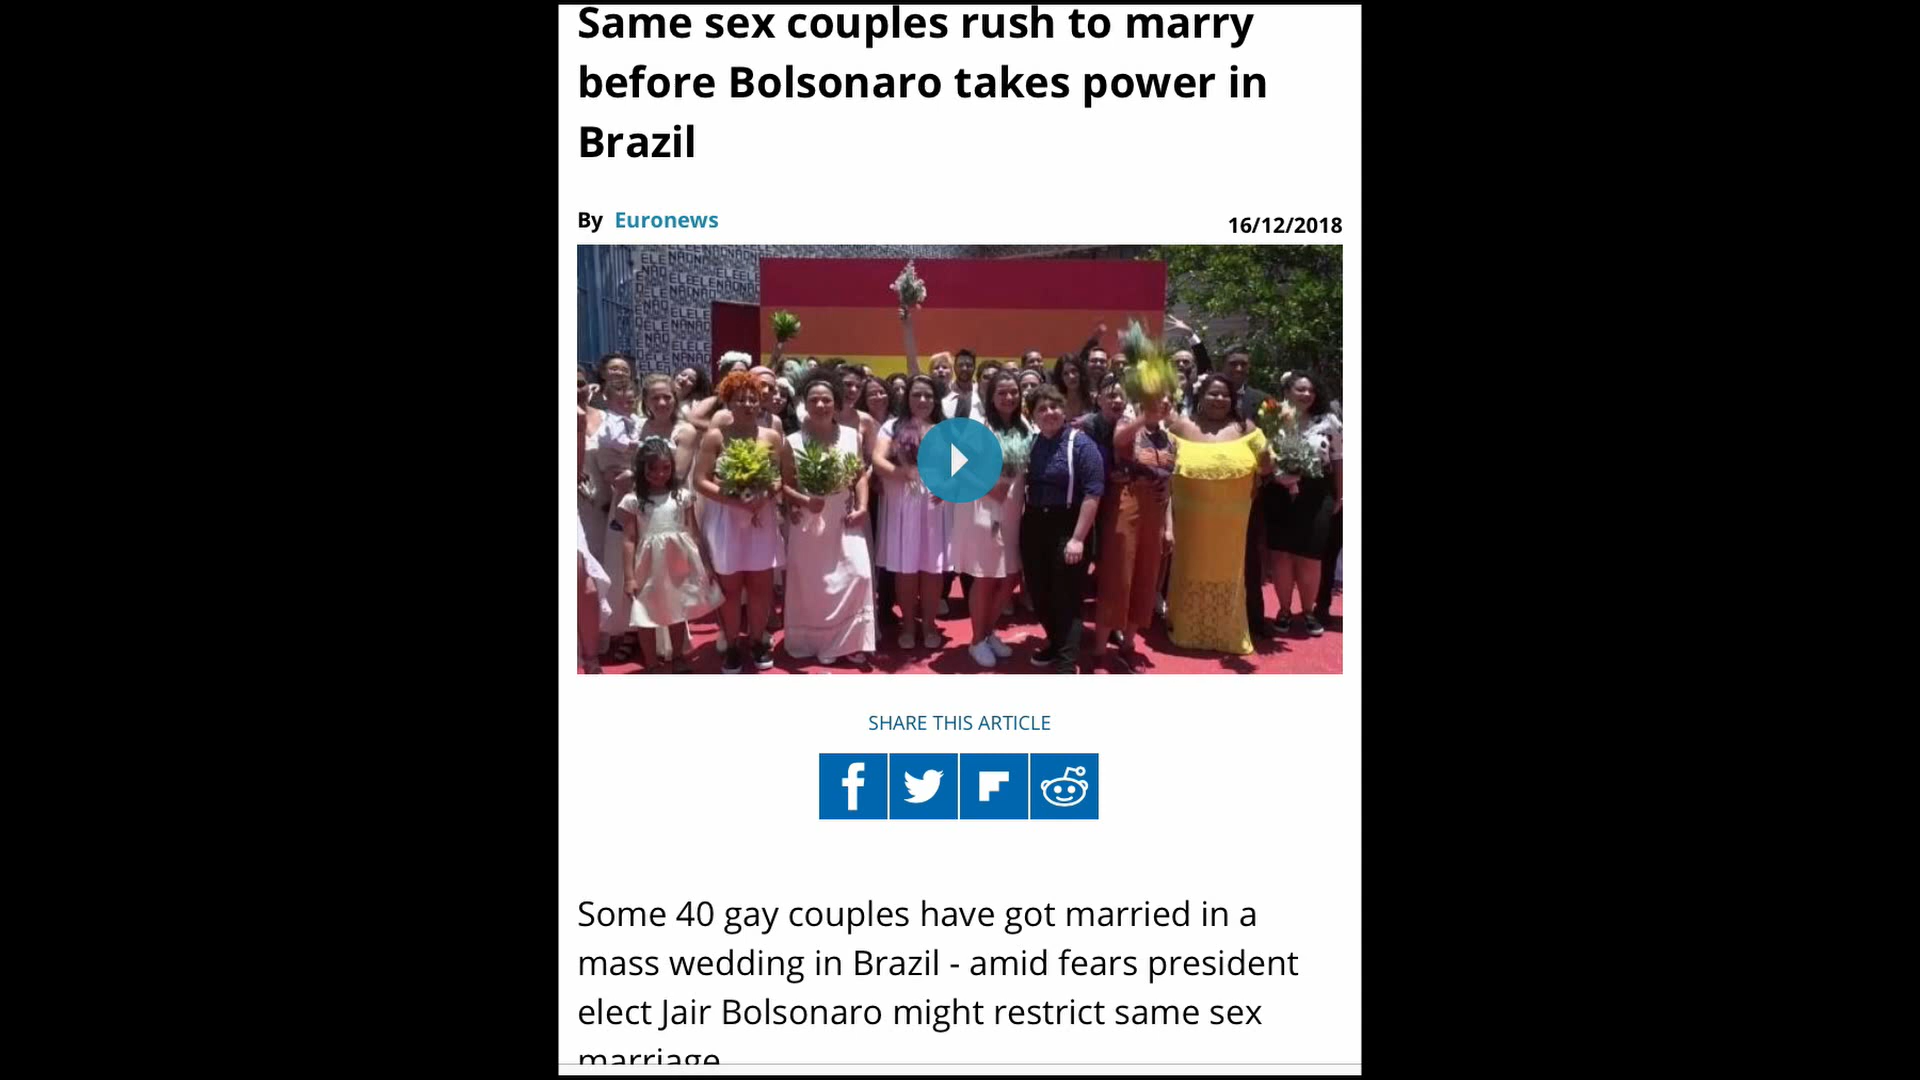 Same sex couples rush to marry
before Bolsonaro takes power in
Brazil
By Euronews
16/12/2018
SHARE THIS ARTICLE
Some 40 gay couples have got married in a
mass wedding in Brazil - amid fears president
elect Jair Bolsonaro might restrict same sex
marriage